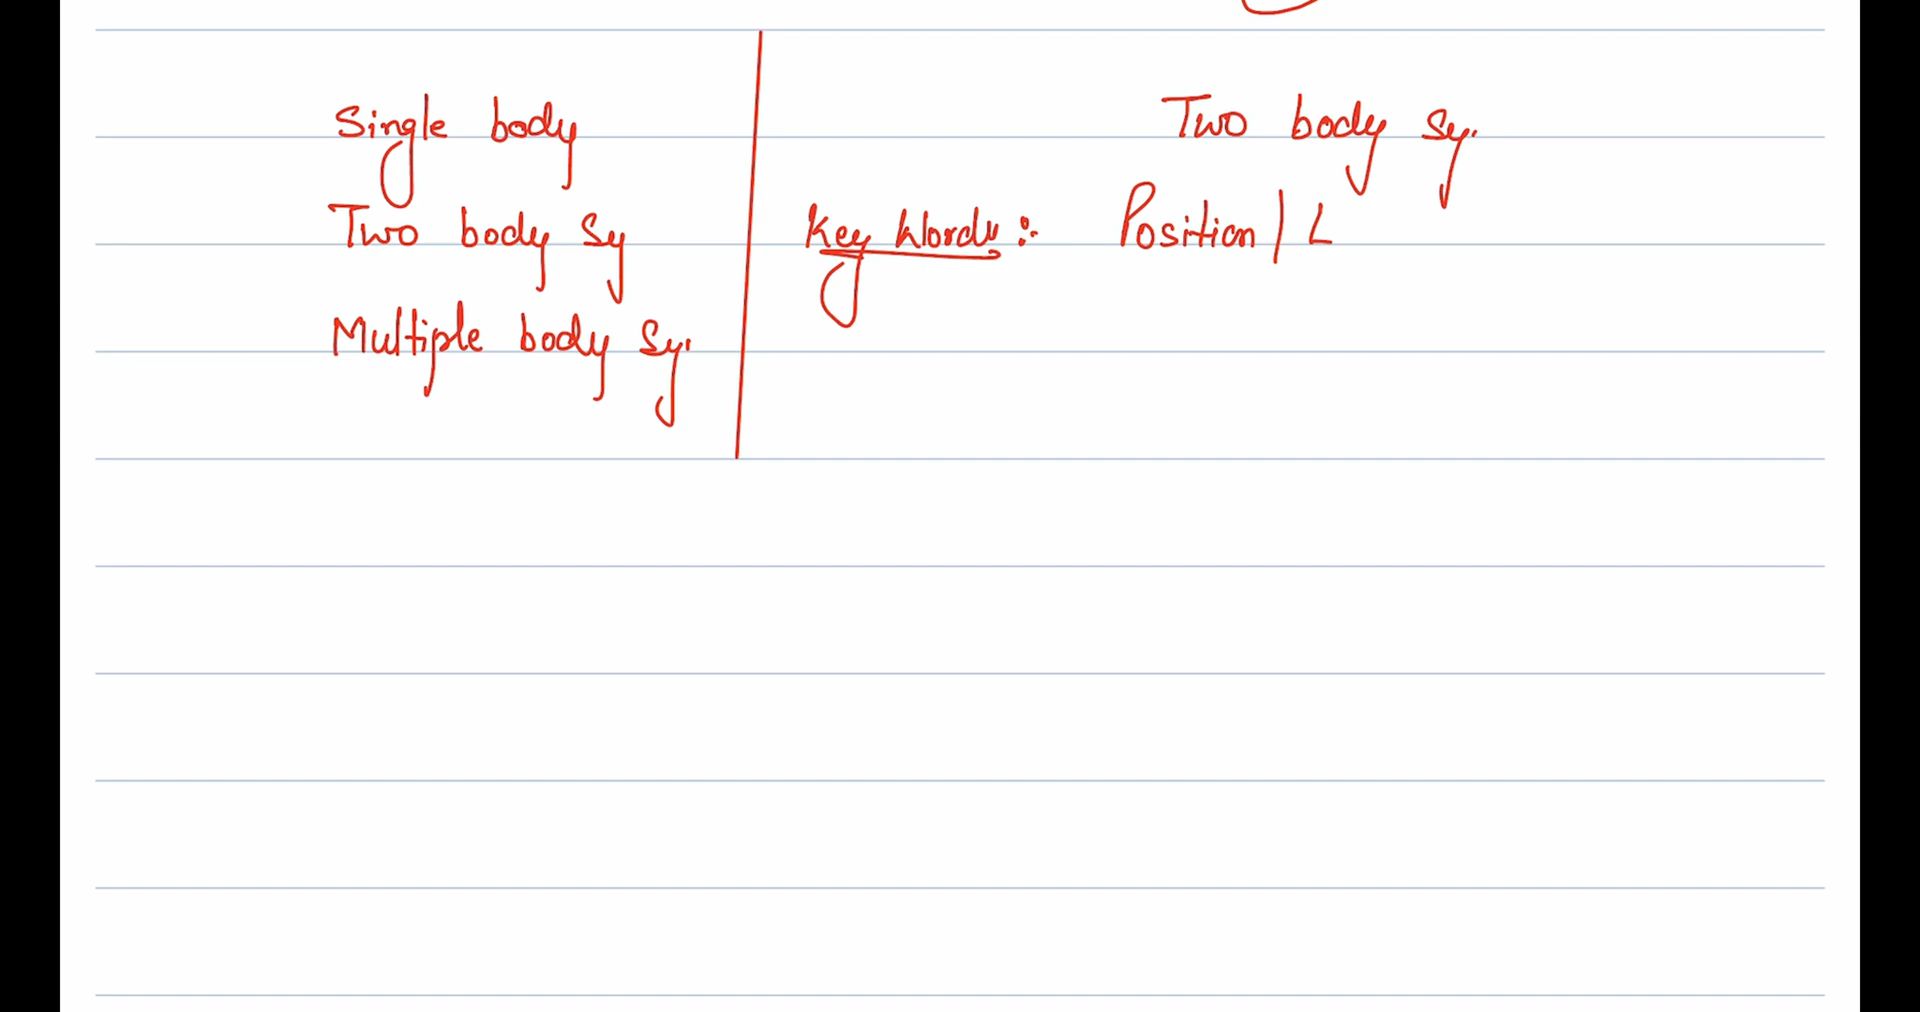 Single body
Two body Sy
Multiple body Sy.
Two body Sy.
Key Words :- Position / L